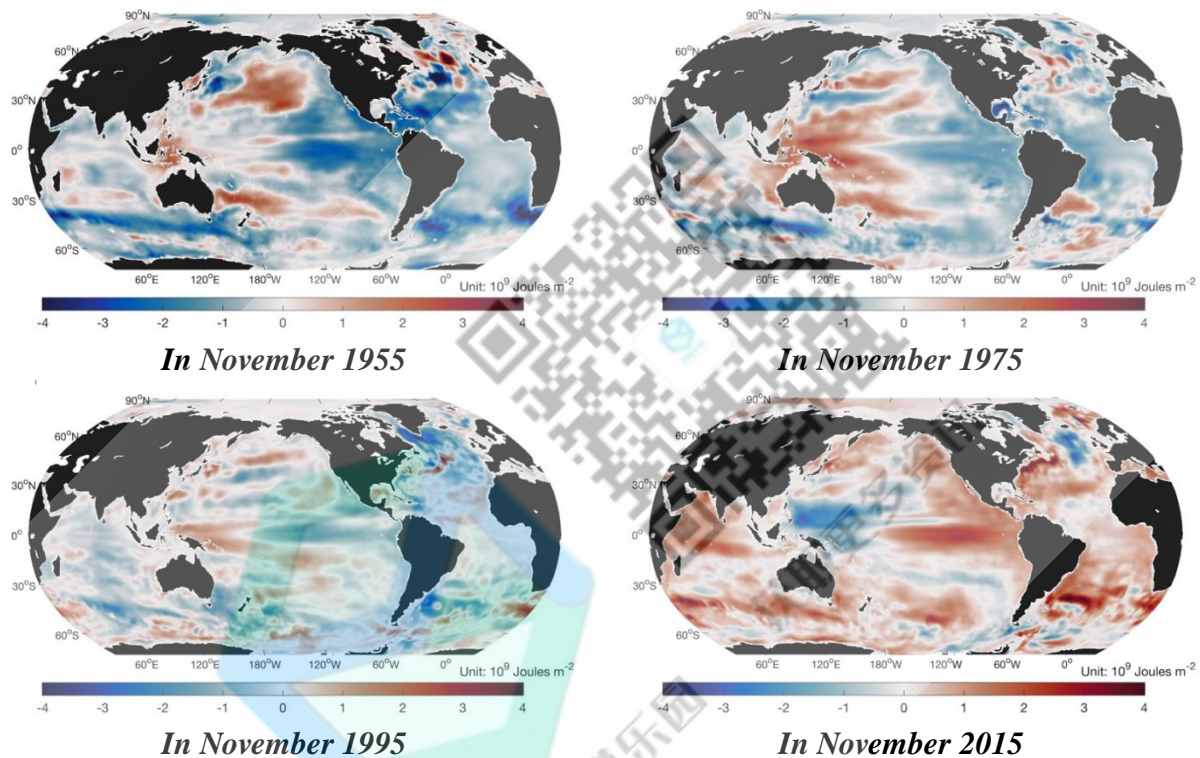 90°N
60°N
30°N
0°
30°S
60°S
60°E 120°E 180°W 120°W 60°W 0°
Unit: 10⁹ Joules m⁻²
-4 -3 -2 -1 0 1 2 3 4
In November 1955
90°N
60°N
30°N
0°
30°S
60°S
60°E 120°E 180°W 120°W 60°W 0°
Unit: 10⁹ Joules m⁻²
-4 -3 -2 -1 0 1 2 3 4
In November 1975
90°N
60°N
30°N
0°
30°S
60°S
60°E 120°E 180°W 120°W 60°W 0°
Unit: 10⁹ Joules m⁻²
-4 -3 -2 -1 0 1 2 3 4
In November 1995
90°N
60°N
30°N
0°
30°S
60°S
60°E 120°E 180°W 120°W 60°W 0°
Unit: 10⁹ Joules m⁻²
-4 -3 -2 -1 0 1 2 3 4
In November 2015